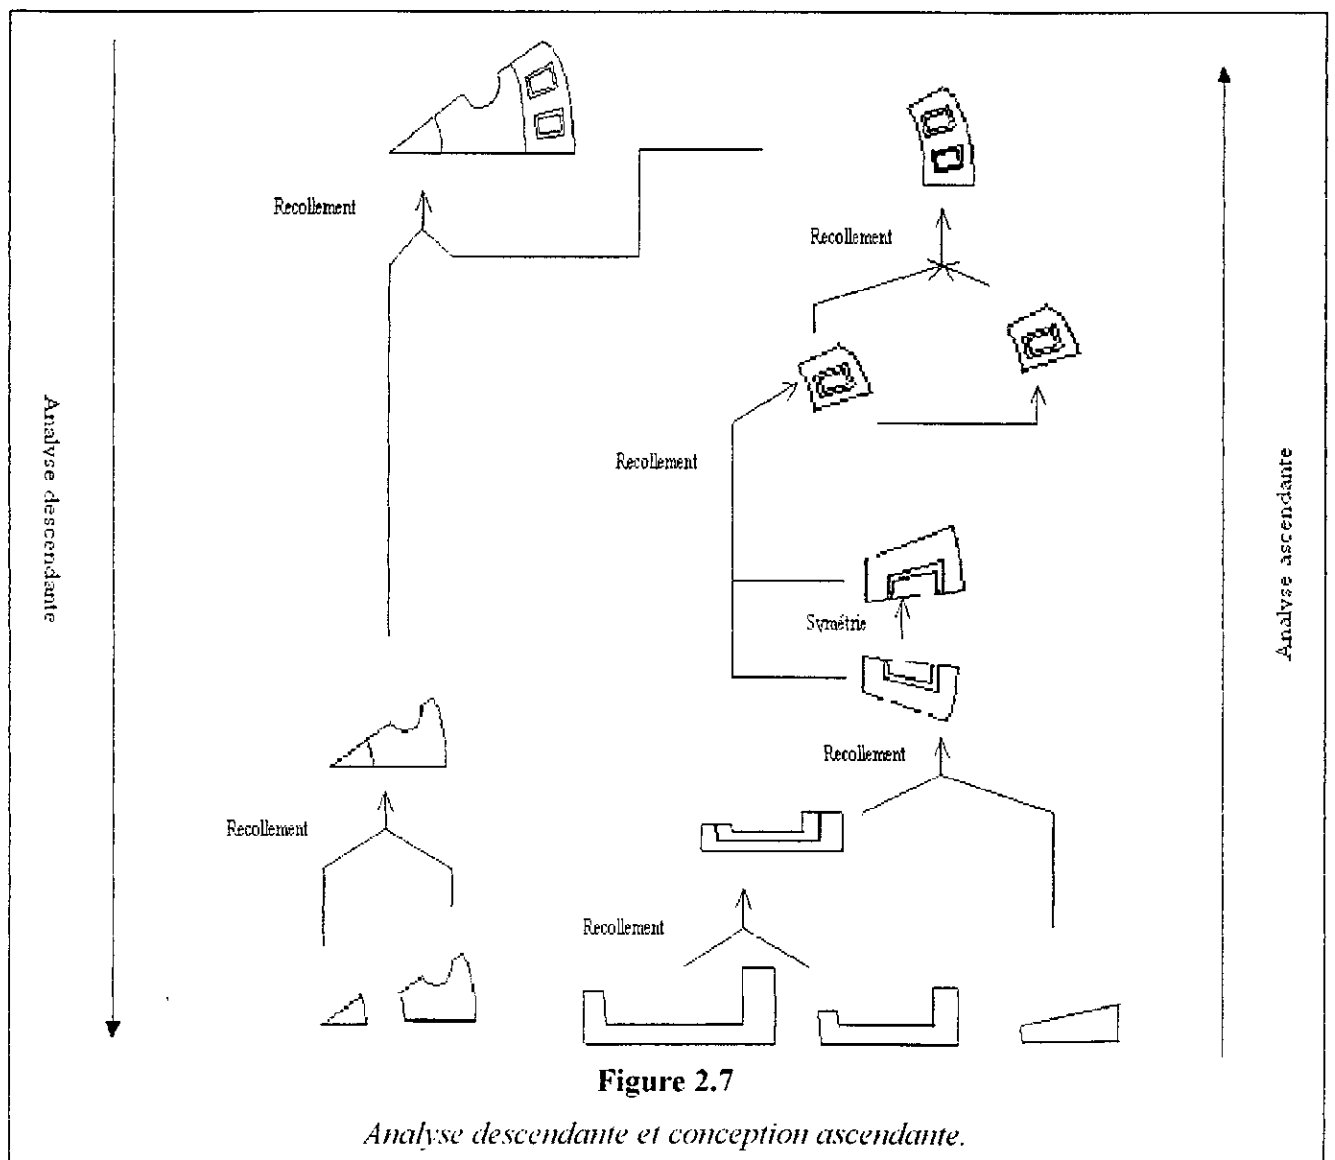 Recollement
Recollement
Analyse descendante
Analyse ascendante
Recollement
Symétrie
Recollement
Recollement
Recollement
Figure 2.7
Analyse descendante et conception ascendante.